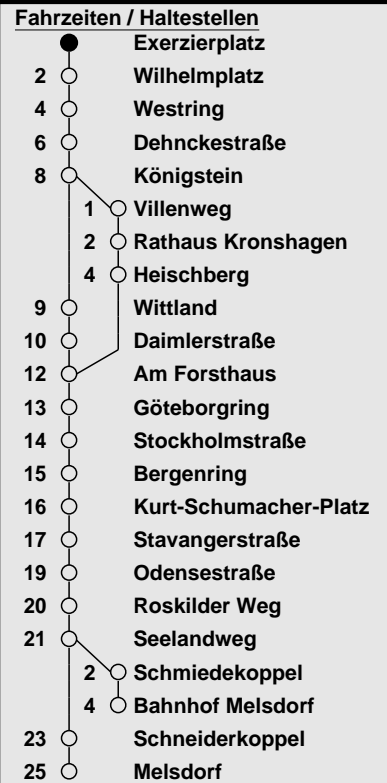 Fahrzeiten / Haltestellen
Exerzierplatz
2 Wilhelmplatz
4 Westring
6 Dehnckestraße
8 Königstein
1 Villenweg
2 Rathaus Kronshagen
4 Heischberg
9 Wittland
10 Daimlerstraße
12 Am Forsthaus
13 Göteborgring
14 Stockholmstraße
15 Bergenring
16 Kurt-Schumacher-Platz
17 Stavangerstraße
19 Odensestraße
20 Roskilder Weg
21 Seelandweg
2 Schmiedekoppel
4 Bahnhof Melsdorf
23 Schneiderkoppel
25 Melsdorf